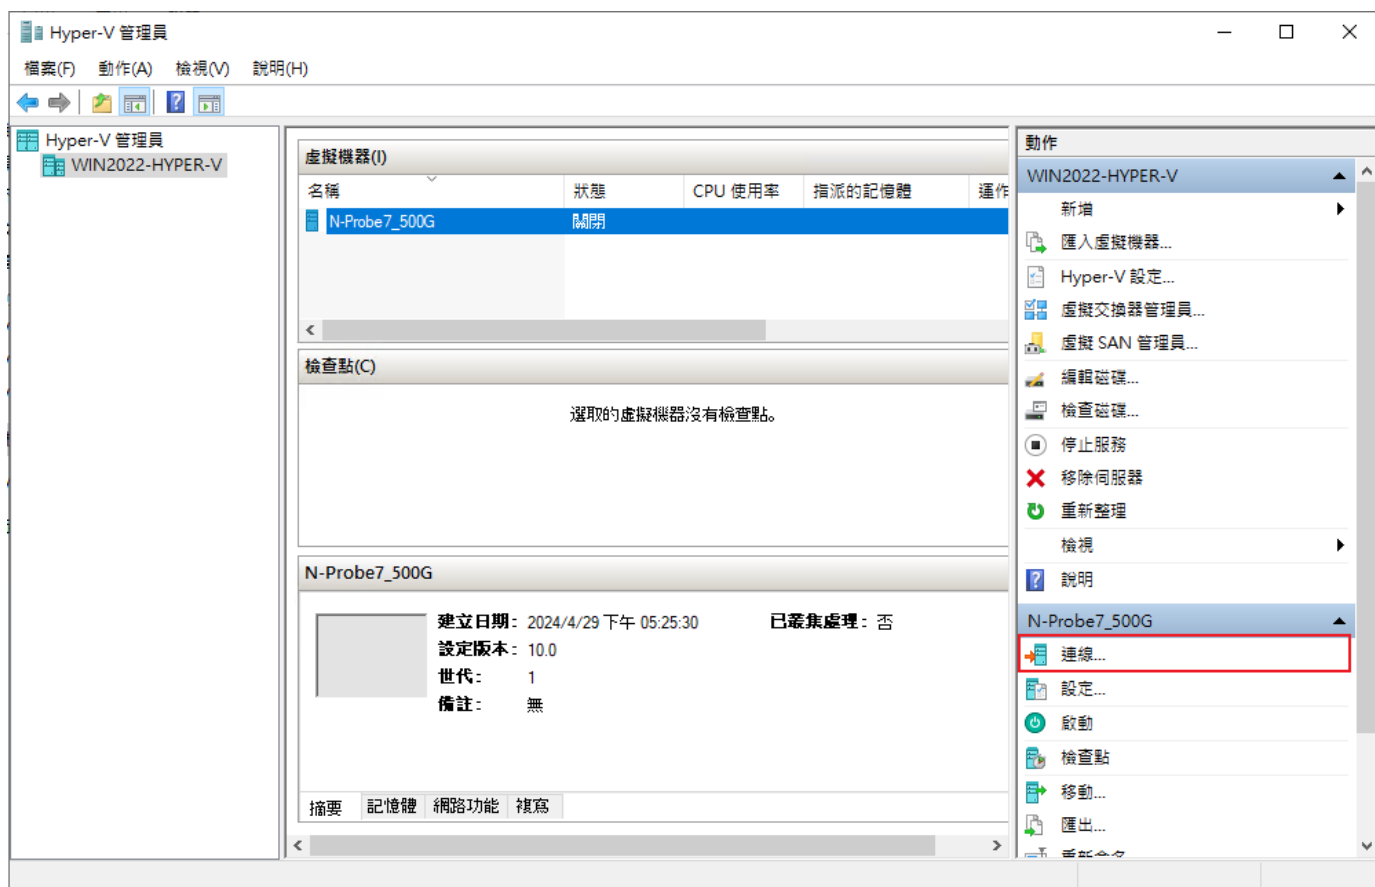 Hyper-V 管理員
檔案(F) 動作(A) 檢視(V) 說明(H)
Hyper-V 管理員
WIN2022-HYPER-V
虛擬機器(I)
名稱 狀態 CPU 使用率 指派的記憶體 運作
N-Probe7_500G 關閉
檢查點(C)
選取的虛擬機器沒有檢查點。
N-Probe7_500G
建立日期: 2024/4/29 下午 05:25:30 已叢集處理: 否
設定版本: 10.0
世代: 1
備註: 無
摘要 記憶體 網路功能 複寫
動作
WIN2022-HYPER-V
新增
匯入虛擬機器...
Hyper-V 設定...
虛擬交換器管理員...
虛擬 SAN 管理員...
編輯磁碟...
檢查磁碟...
停止服務
移除伺服器
重新整理
檢視
說明
N-Probe7_500G
連線...
設定...
啟動
檢查點
移動...
匯出...
重新命名